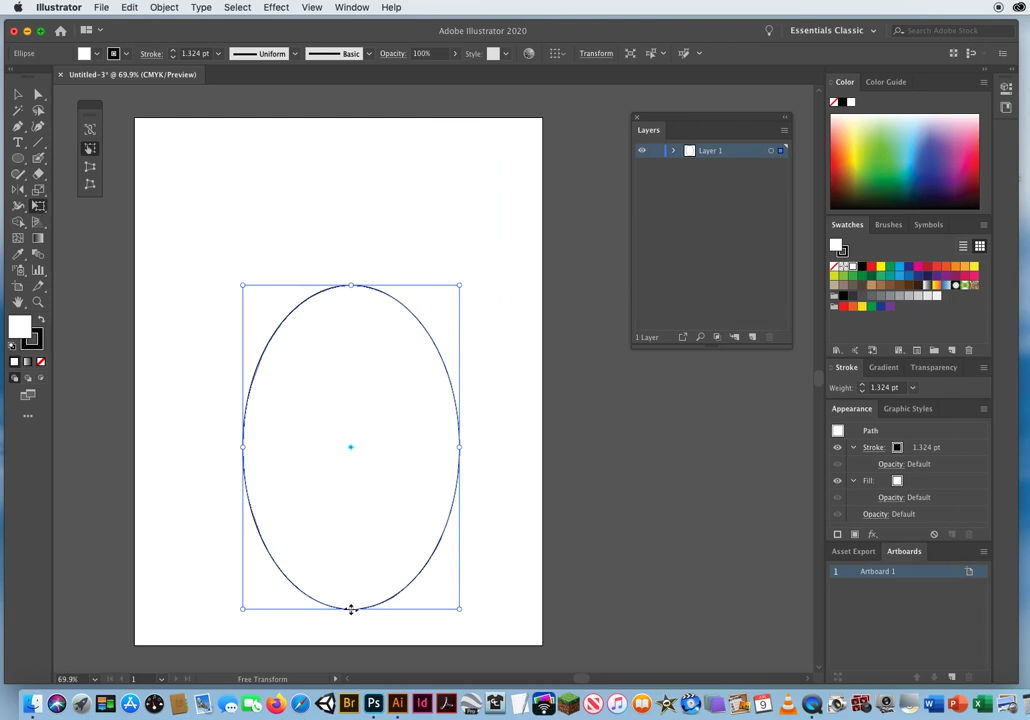 Illustrator File Edit Object Type Select Effect View Window Help
Adobe Illustrator 2020
Essentials Classic
Search Adobe Stock
Ellipse
Stroke: 1.324 pt
Uniform
Basic
Opacity: 100%
Style:
Transform
Untitled-3* @ 69.9% (CMYK/Preview)
Color Color Guide
Layers
Layer 1
Swatches Brushes Symbols
1 Layer
Stroke Gradient Transparency
Weight: 1.324 pt
Appearance Graphic Styles
Path
Stroke: 1.324 pt
Opacity: Default
Fill:
Opacity: Default
Opacity: Default
Asset Export Artboards
1 Artboard 1
69.9% 1 Free Transform
Br Ps Ai Id